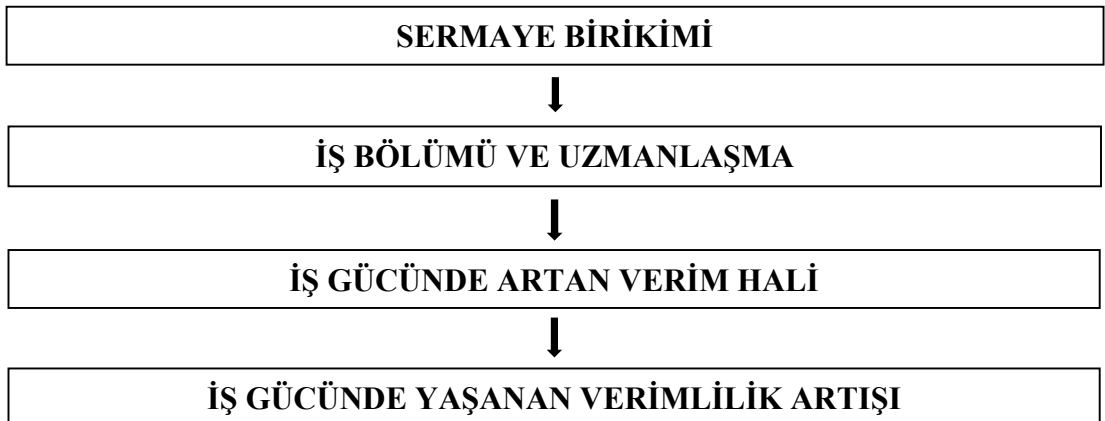 SERMAYE BİRİKİMİ
İŞ BÖLÜMÜ VE UZMANLAŞMA
İŞ GÜCÜNDE ARTAN VERİM HALİ
İŞ GÜCÜNDE YAŞANAN VERİMLİLİK ARTIŞI